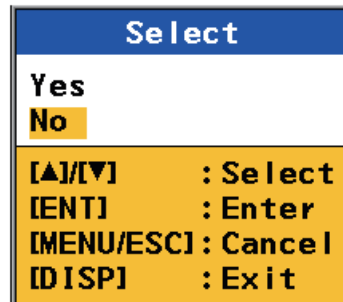 Select
Yes
No
[▲]/[▼] :Select
[ENT] :Enter
[MENU/ESC]:Cancel
[DISP] :Exit